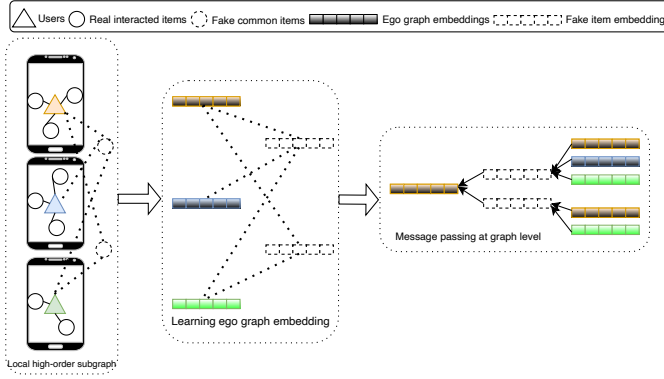 Users Real interacted items Fake common items Ego graph embeddings Fake item embedding
Learning ego graph embedding
Message passing at graph level
Local high-order subgraph